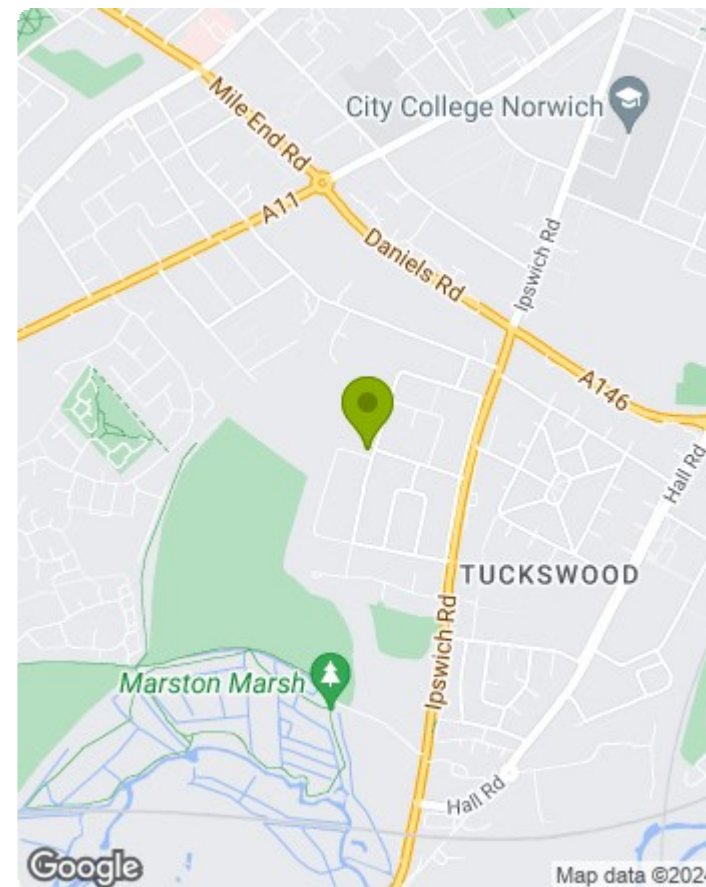 City College Norwich
Mile End Rd
A11
Daniels Rd
Ipswich Rd
A146
Hall Rd
TUCKSWOOD
Ipswich Rd
Marston Marsh
Hall Rd
Google
Map data ©2024